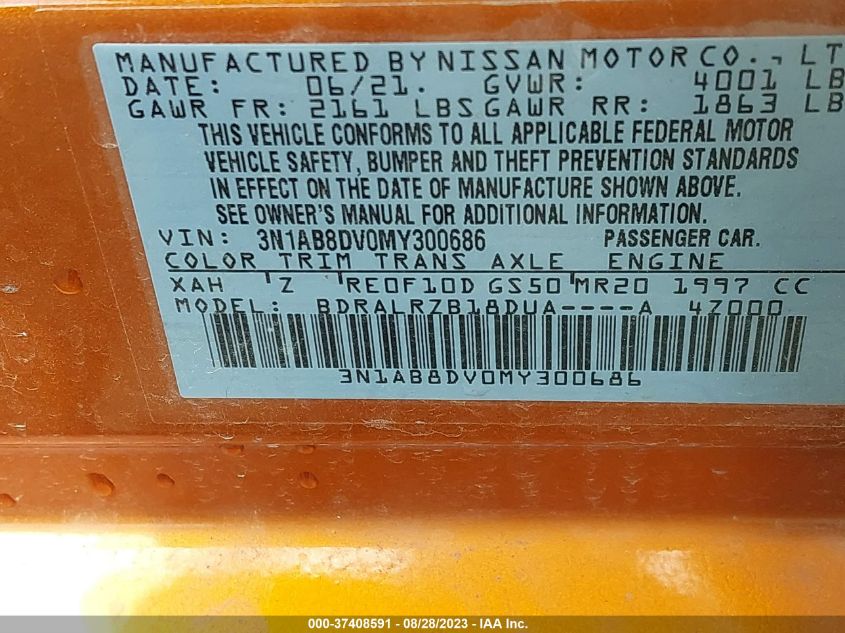 MANUFACTURED BY NISSAN MOTOR CO., LT
DATE: 06/21. GVWR: 4001 LB
GAWR FR: 2161 LBS GAWR RR: 1863 LB
THIS VEHICLE CONFORMS TO ALL APPLICABLE FEDERAL MOTOR
VEHICLE SAFETY, BUMPER AND THEFT PREVENTION STANDARDS
IN EFFECT ON THE DATE OF MANUFACTURE SHOWN ABOVE.
SEE OWNER'S MANUAL FOR ADDITIONAL INFORMATION.
VIN: 3N1AB8DV0MY300686 PASSENGER CAR.
COLOR TRIM TRANS AXLE ENGINE
XAH Z RE0F10D GS50 MR20 1997 CC
MODEL: BDRALRZB18DUA----A 4Z000
3N1AB8DV0MY300686
000-37408591 - 08/28/2023 - IAA Inc.